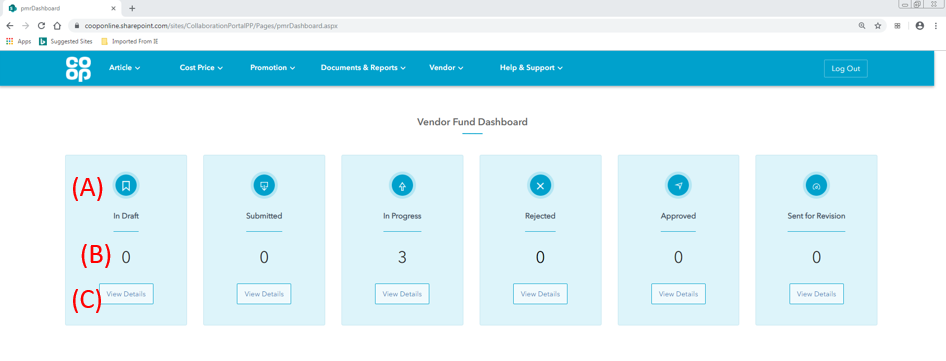 pmrDashboard
cooponline.sharepoint.com/sites/CollaborationPortalPP/Pages/pmrDashboard.aspx
Apps Suggested Sites Imported From IE
co op Article Cost Price Promotion Documents & Reports Vendor Help & Support Log Out
Vendor Fund Dashboard
(A)
In Draft Submitted In Progress Rejected Approved Sent for Revision
(B) 0 0 3 0 0 0
(C) View Details View Details View Details View Details View Details View Details